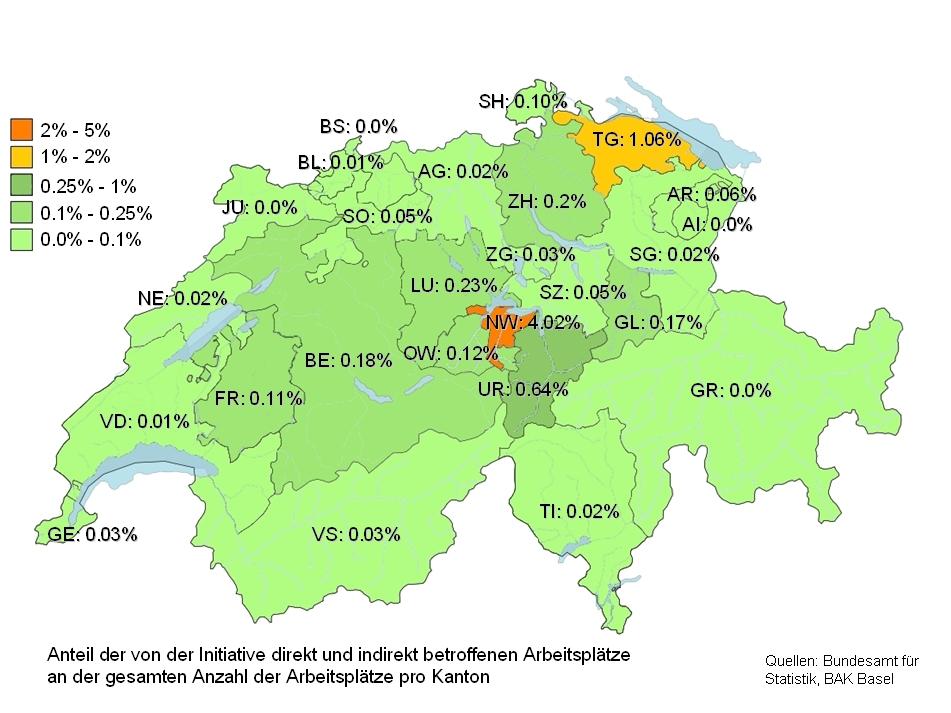 2% - 5%
1% - 2%
0.25% - 1%
0.1% - 0.25%
0.0% - 0.1%
SH: 0.10%
BS: 0.0%
TG: 1.06%
BL: 0.01%
AG: 0.02%
AR: 0.06%
ZH: 0.2%
JU: 0.0%
SO: 0.05%
AI: 0.0%
ZG: 0.03%
SG: 0.02%
LU: 0.23%
SZ: 0.05%
NE: 0.02%
NW: 4.02%
GL: 0.17%
OW: 0.12%
BE: 0.18%
UR: 0.64%
GR: 0.0%
FR: 0.11%
VD: 0.01%
TI: 0.02%
GE: 0.03%
VS: 0.03%
Anteil der von der Initiative direkt und indirekt betroffenen Arbeitsplätze
an der gesamten Anzahl der Arbeitsplätze pro Kanton
Quellen: Bundesamt für
Statistik, BAK Basel